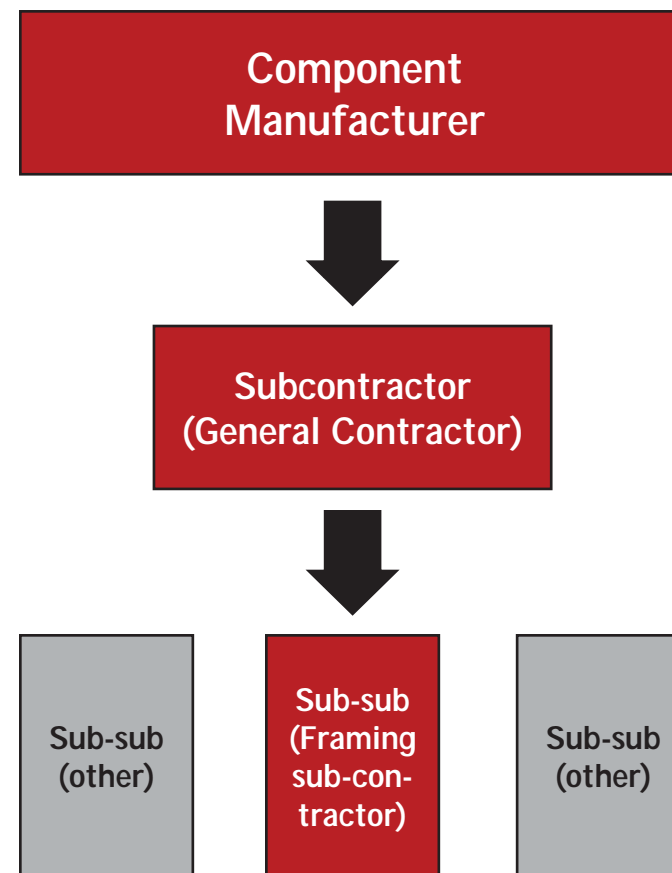 Component
Manufacturer
Subcontractor
(General Contractor)
Sub-sub
(other)
Sub-sub
(Framing
sub-con-
tractor)
Sub-sub
(other)